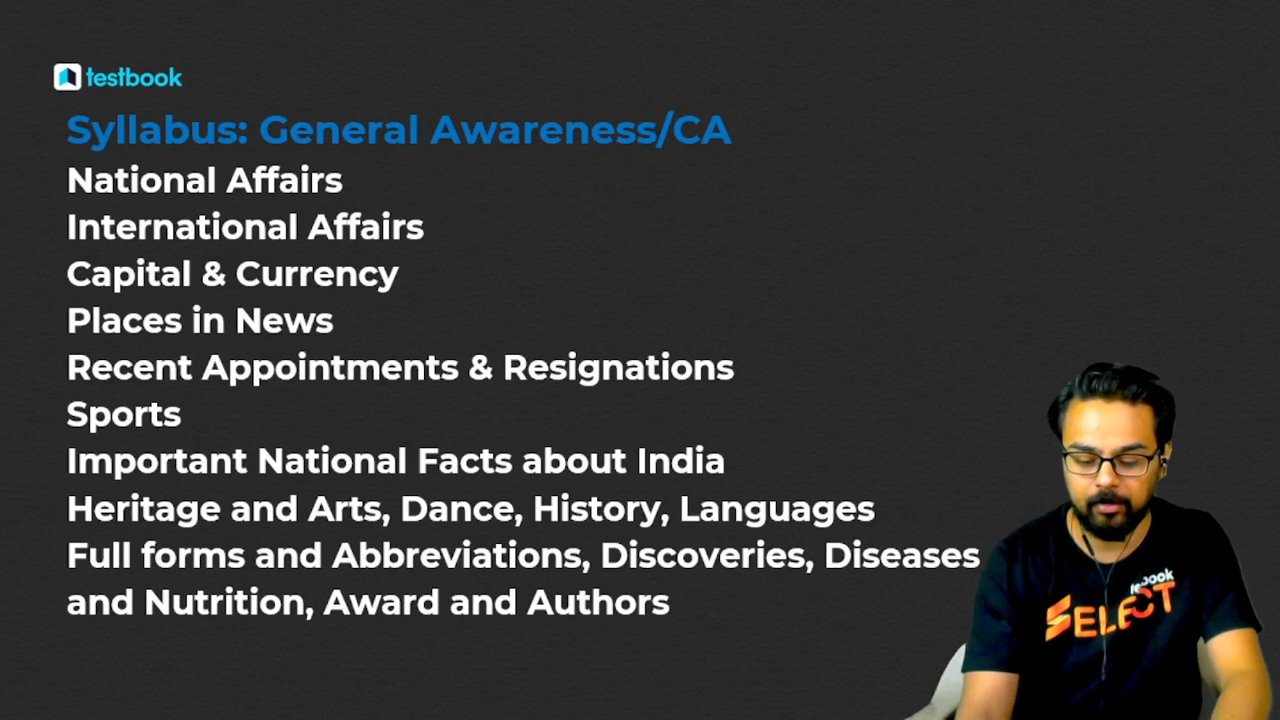 testbook
Syllabus: General Awareness/CA
National Affairs
International Affairs
Capital & Currency
Places in News
Recent Appointments & Resignations
Sports
Important National Facts about India
Heritage and Arts, Dance, History, Languages
Full forms and Abbreviations, Discoveries, Diseases
and Nutrition, Award and Authors
testbook
SELECT